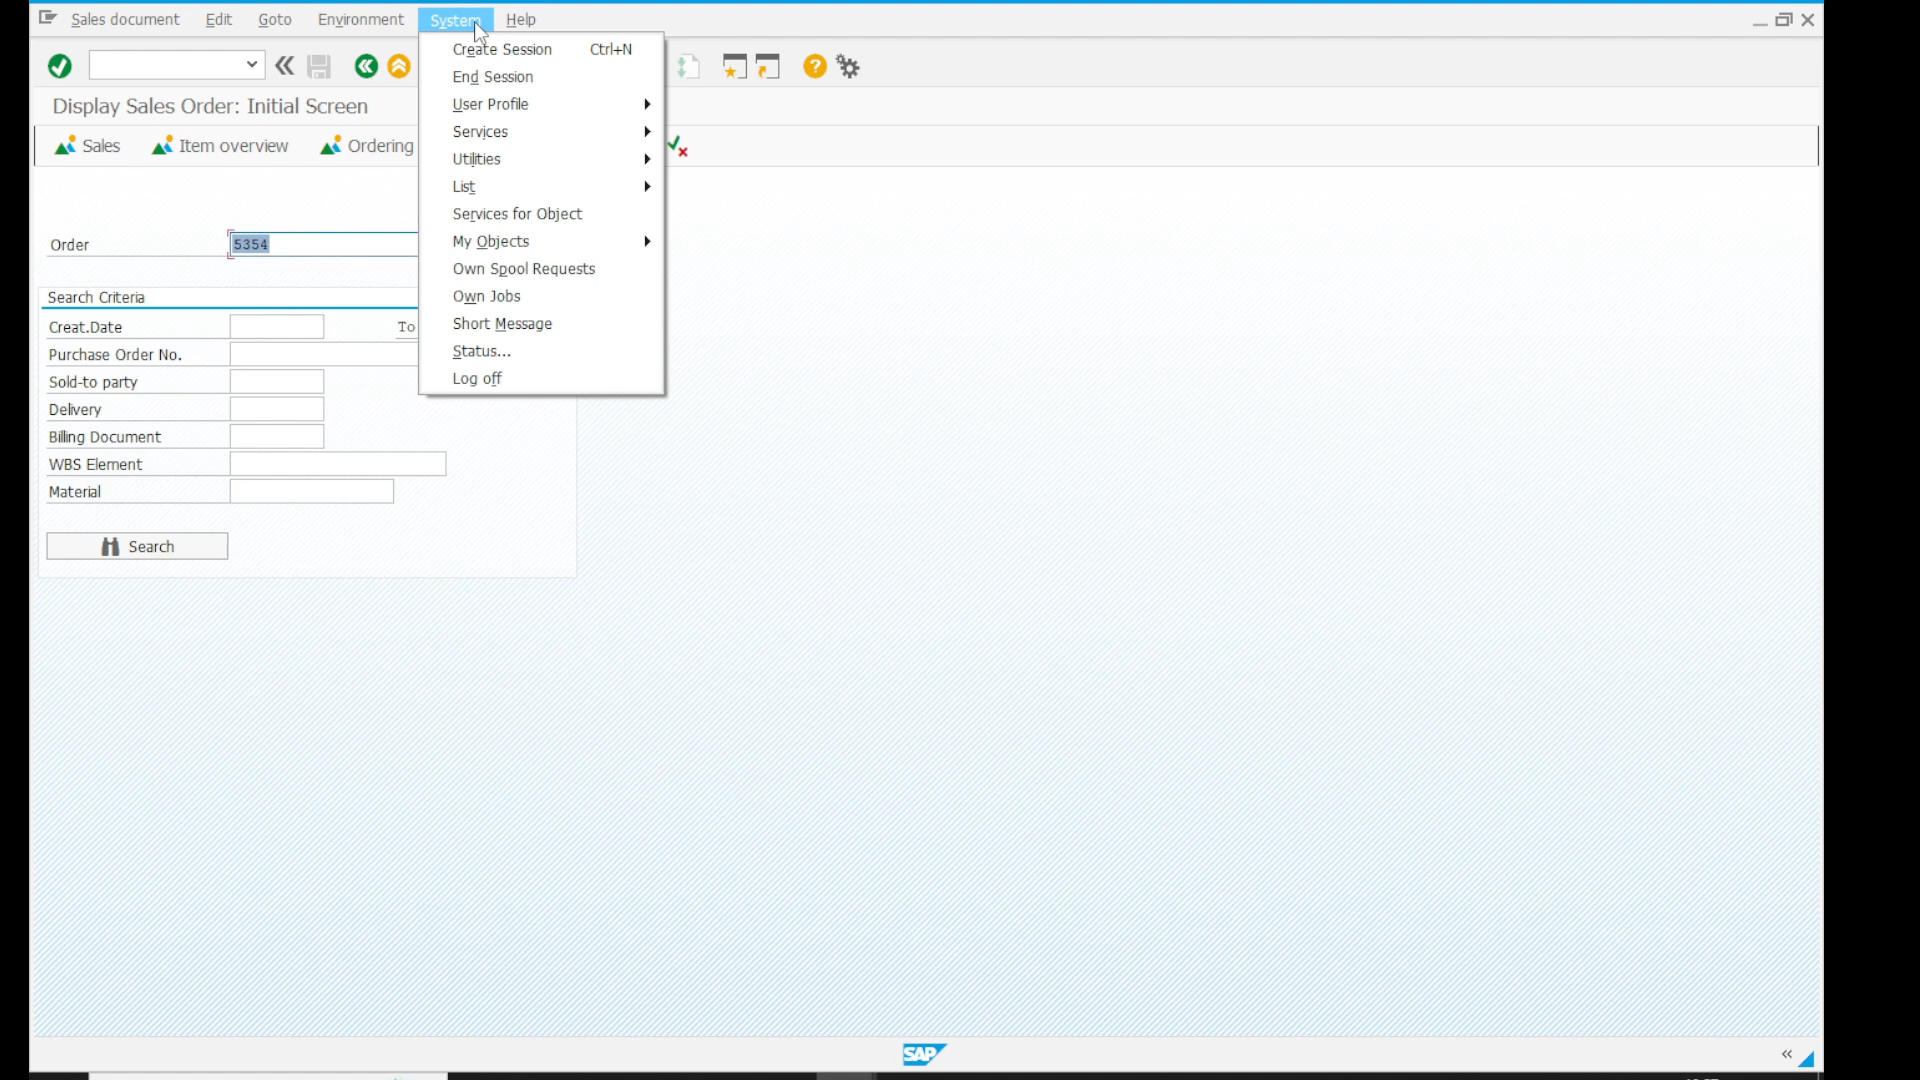 Sales document Edit Goto Environment System Help
Create Session Ctrl+N
End Session
User Profile
Services
Utilities
List
Services for Object
My Objects
Own Spool Requests
Own Jobs
Short Message
Status...
Log off
Display Sales Order: Initial Screen
Sales Item overview Ordering
Order 5354
Search Criteria
Creat.Date To
Purchase Order No.
Sold-to party
Delivery
Billing Document
WBS Element
Material
Search
SAP